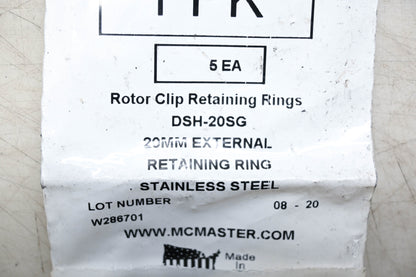 5 EA
Rotor Clip Retaining Rings
DSH-20SG
20MM EXTERNAL
RETAINING RING
STAINLESS STEEL
LOT NUMBER 08 - 20
W286701
WWW.MCMASTER.COM
Made in